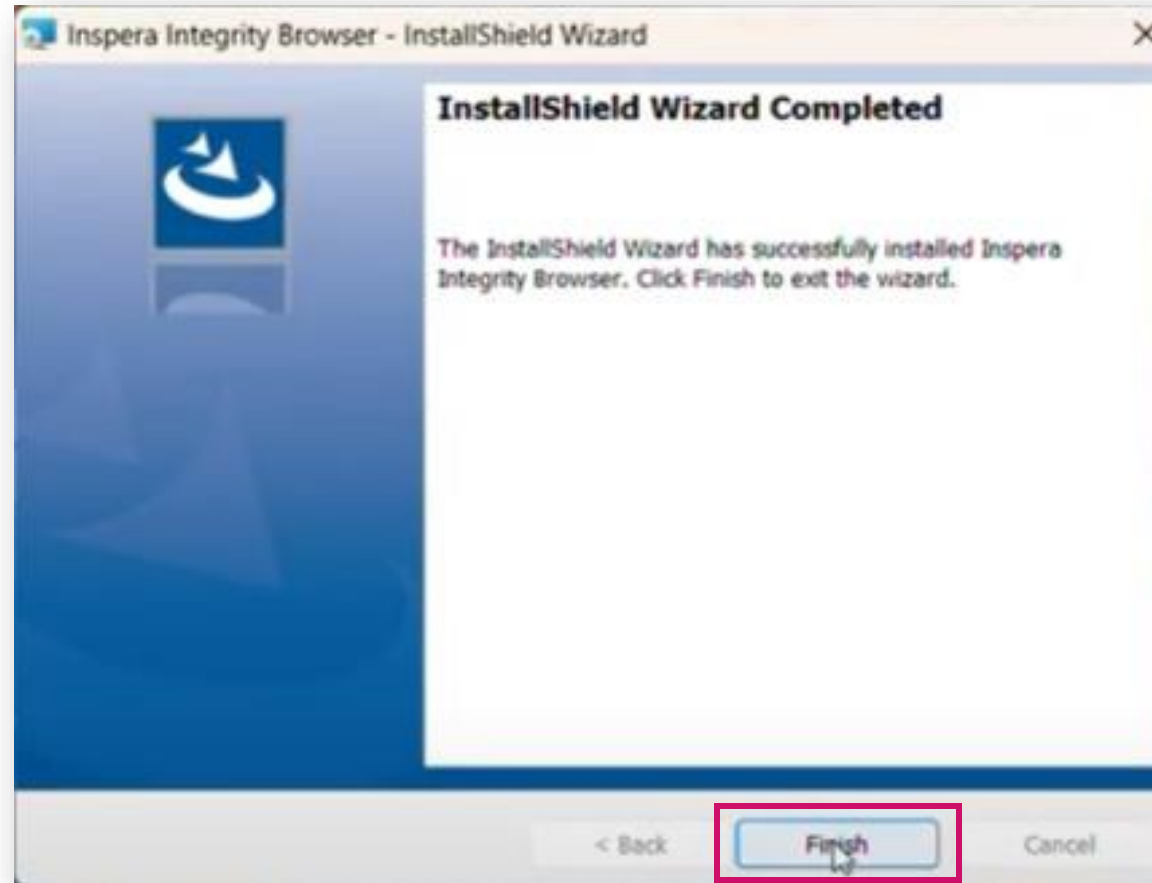 Inspera Integrity Browser - InstallShield Wizard
InstallShield Wizard Completed
The InstallShield Wizard has successfully installed Inspera
Integrity Browser. Click Finish to exit the wizard.
< Back Finish Cancel